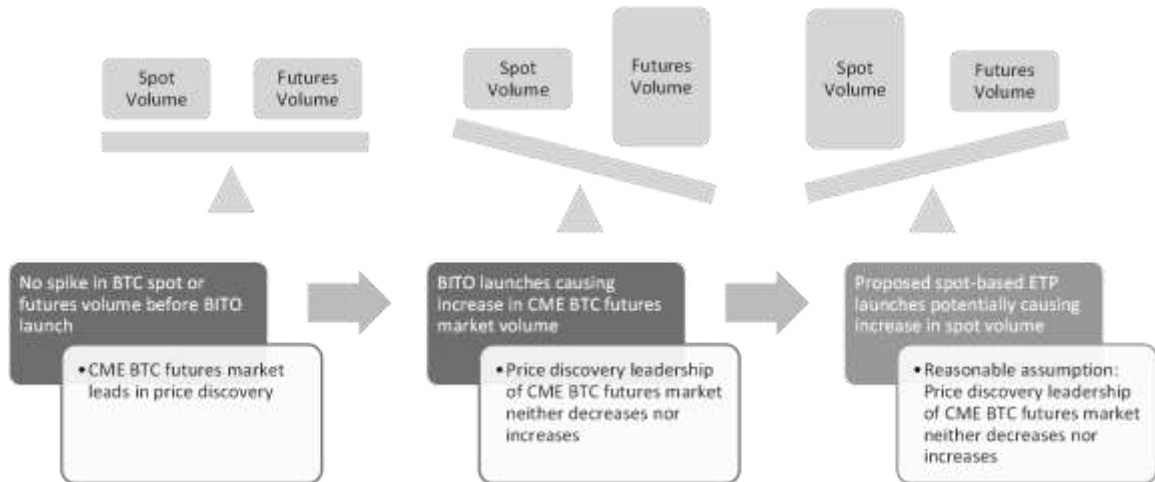 Spot
Volume
Futures
Volume
Spot
Volume
Futures
Volume
Spot
Volume
Futures
Volume
No spike in BTC spot or
futures volume before BITO
launch
•CME BTC futures market
leads in price discovery
BITO launches causing
increase in CME BTC futures
market volume
•Price discovery leadership
of CME BTC futures market
neither decreases nor
increases
Proposed spot-based ETP
launches potentially causing
increase in spot volume
•Reasonable assumption:
Price discovery leadership
of CME BTC futures market
neither decreases nor
increases